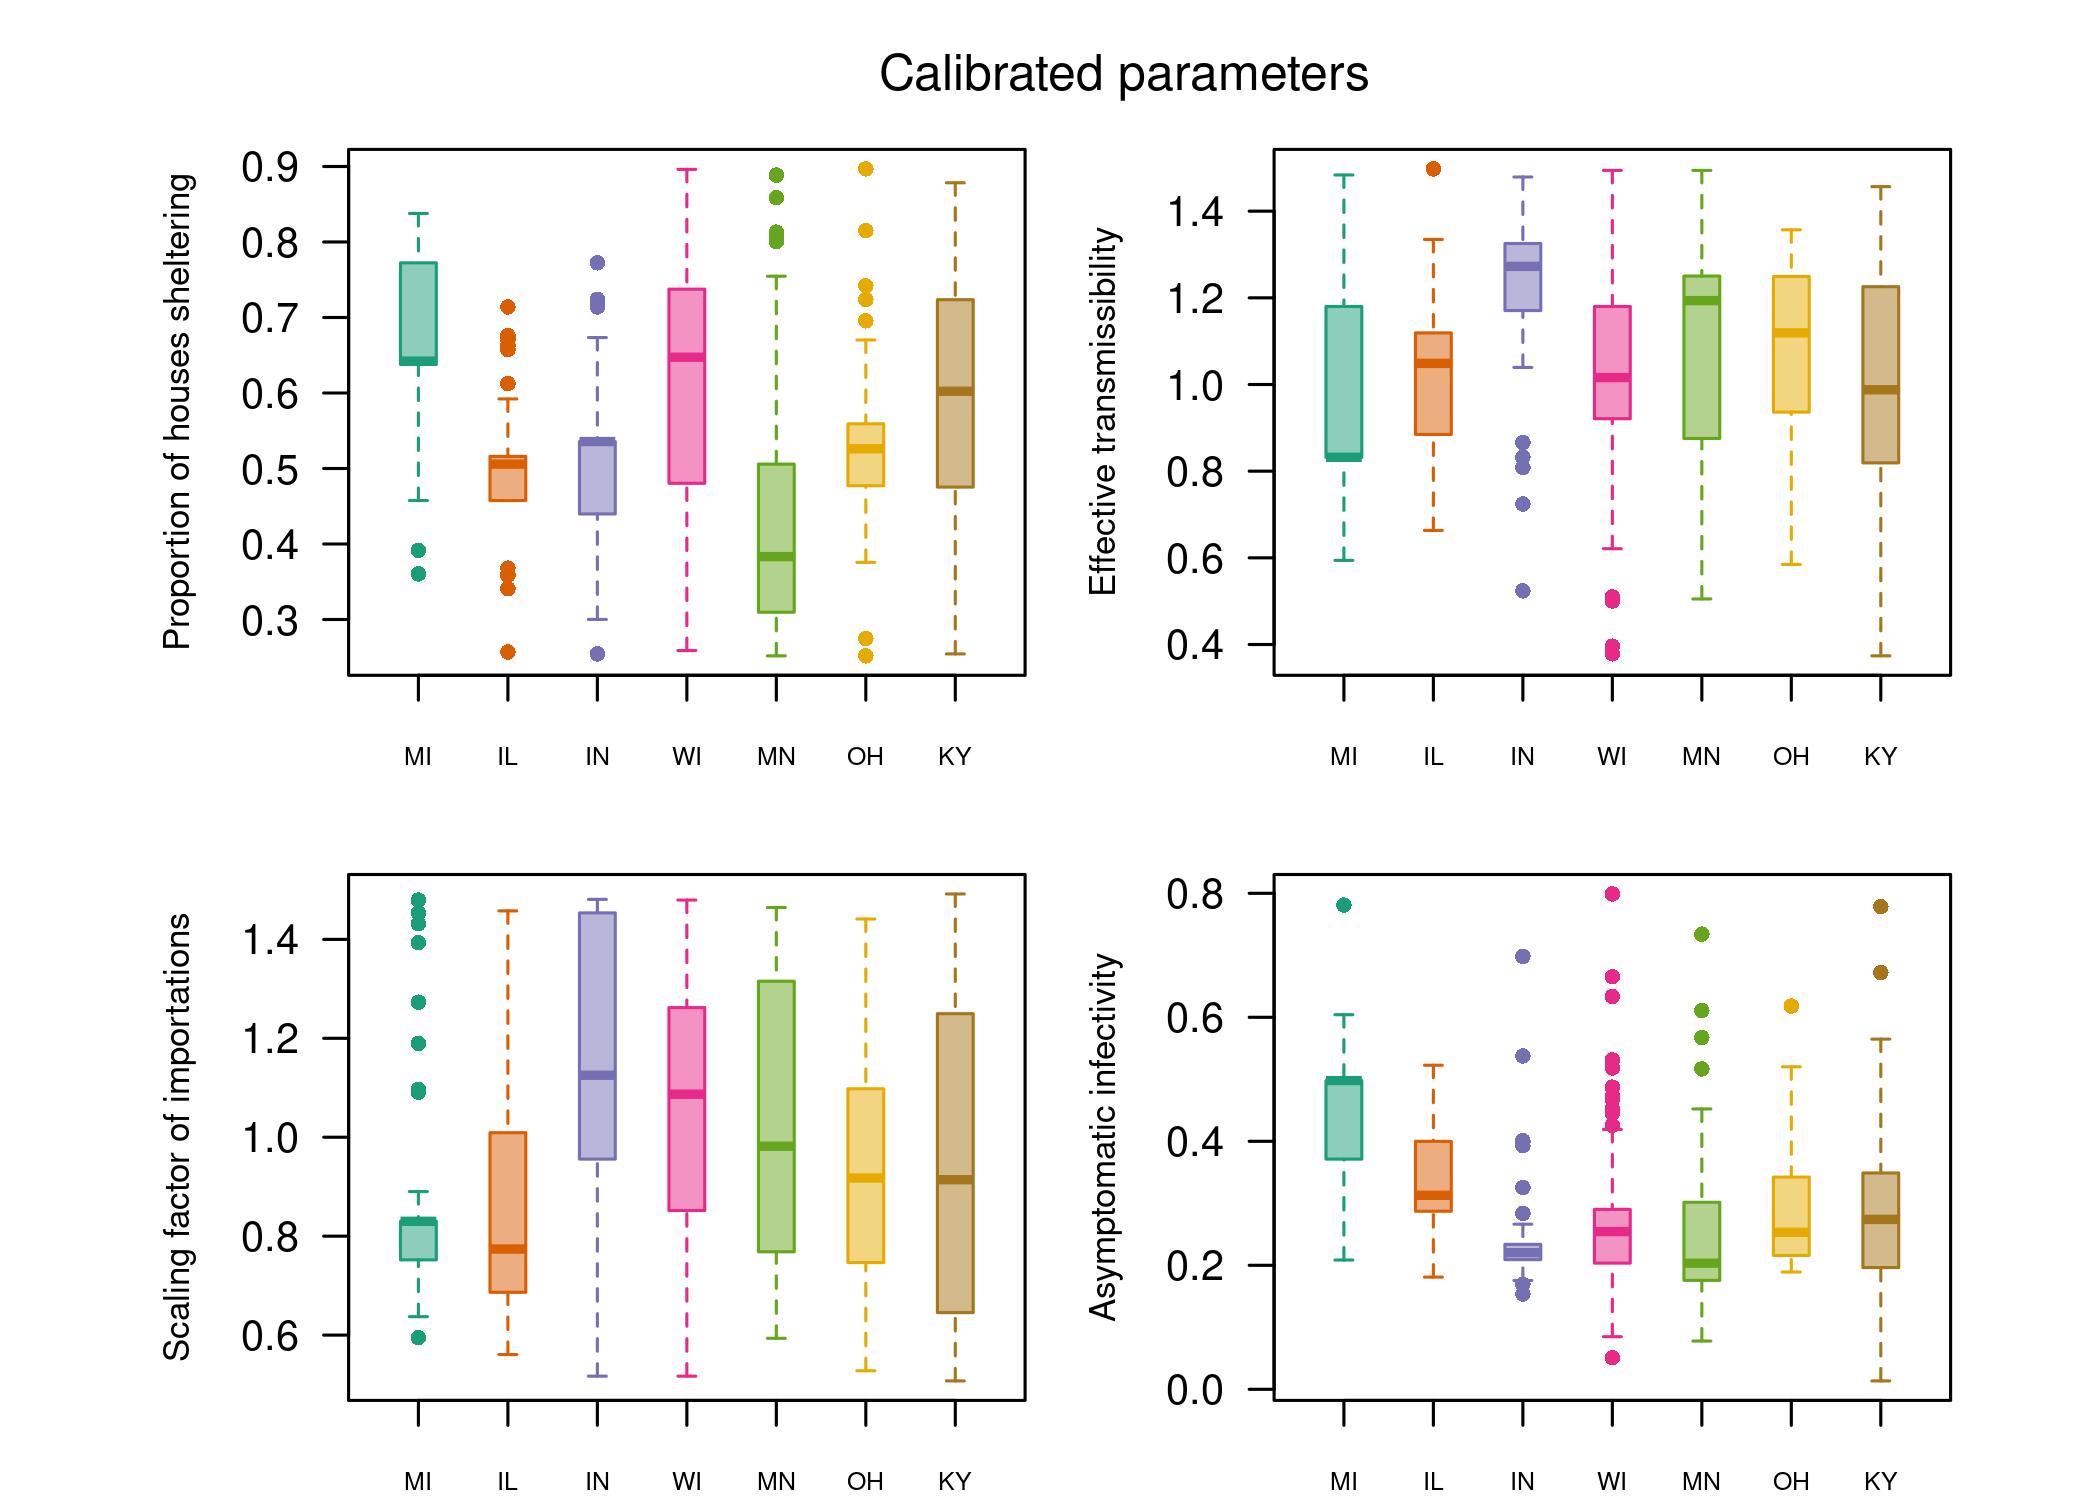 Calibrated parameters
Proportion of houses sheltering
0.9
0.8
0.7
0.6
0.5
0.4
0.3
MI IL IN WI MN OH KY
Effective transmissibility
1.4
1.2
1.0
0.8
0.6
0.4
MI IL IN WI MN OH KY
Scaling factor of importations
1.4
1.2
1.0
0.8
0.6
MI IL IN WI MN OH KY
Asymptomatic infectivity
0.8
0.6
0.4
0.2
0.0
MI IL IN WI MN OH KY